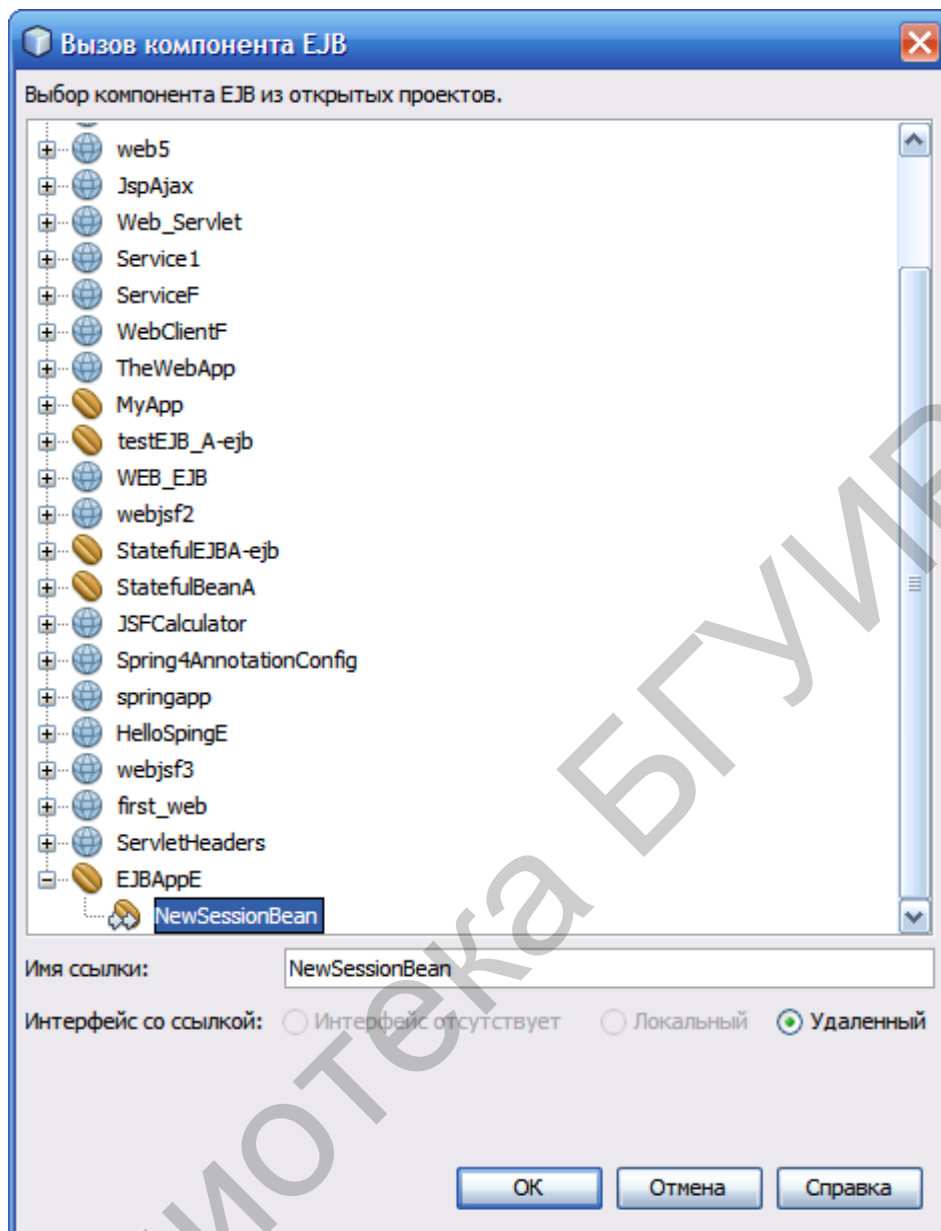 Вызов компонента EJB
Выбор компонента EJB из открытых проектов.
web5
JspAjax
Web_Servlet
Service1
ServiceF
WebClientF
TheWebApp
MyApp
testEJB_A-ejb
WEB_EJB
webjsf2
StatefulEJBA-ejb
StatefulBeanA
JSFCalculator
Spring4AnnotationConfig
springapp
HelloSpingE
webjsf3
first_web
ServletHeaders
EJBAppE
NewSessionBean
Имя ссылки: NewSessionBean
Интерфейс со ссылкой: Интерфейс отсутствует Локальный Удаленный
OK Отмена Справка
иотека БГУИР